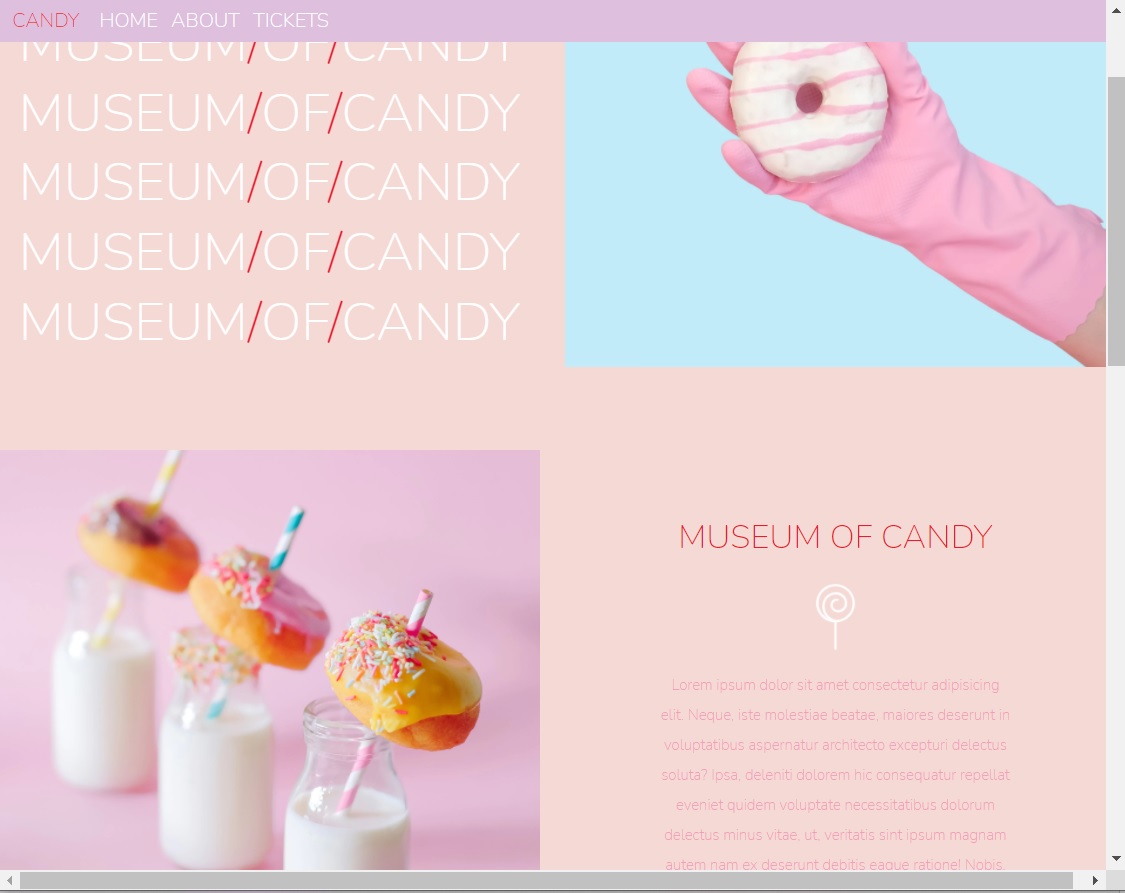 CANDY HOME ABOUT TICKETS
MUSEUM/OF/CANDY
MUSEUM/OF/CANDY
MUSEUM/OF/CANDY
MUSEUM/OF/CANDY
MUSEUM/OF/CANDY
MUSEUM OF CANDY
Lorem ipsum dolor sit amet consectetur adipisicing
elit. Neque, iste molestiae beatae, maiores deserunt in
voluptatibus aspernatur architecto excepturi delectus
soluta? Ipsa, deleniti dolorem hic consequatur repellat
eveniet quidem voluptate necessitatibus dolorum
delectus minus vitae, ut, veritatis sint ipsum magnam
autem nam ex deserunt debitis eaque ratione! Nobis,